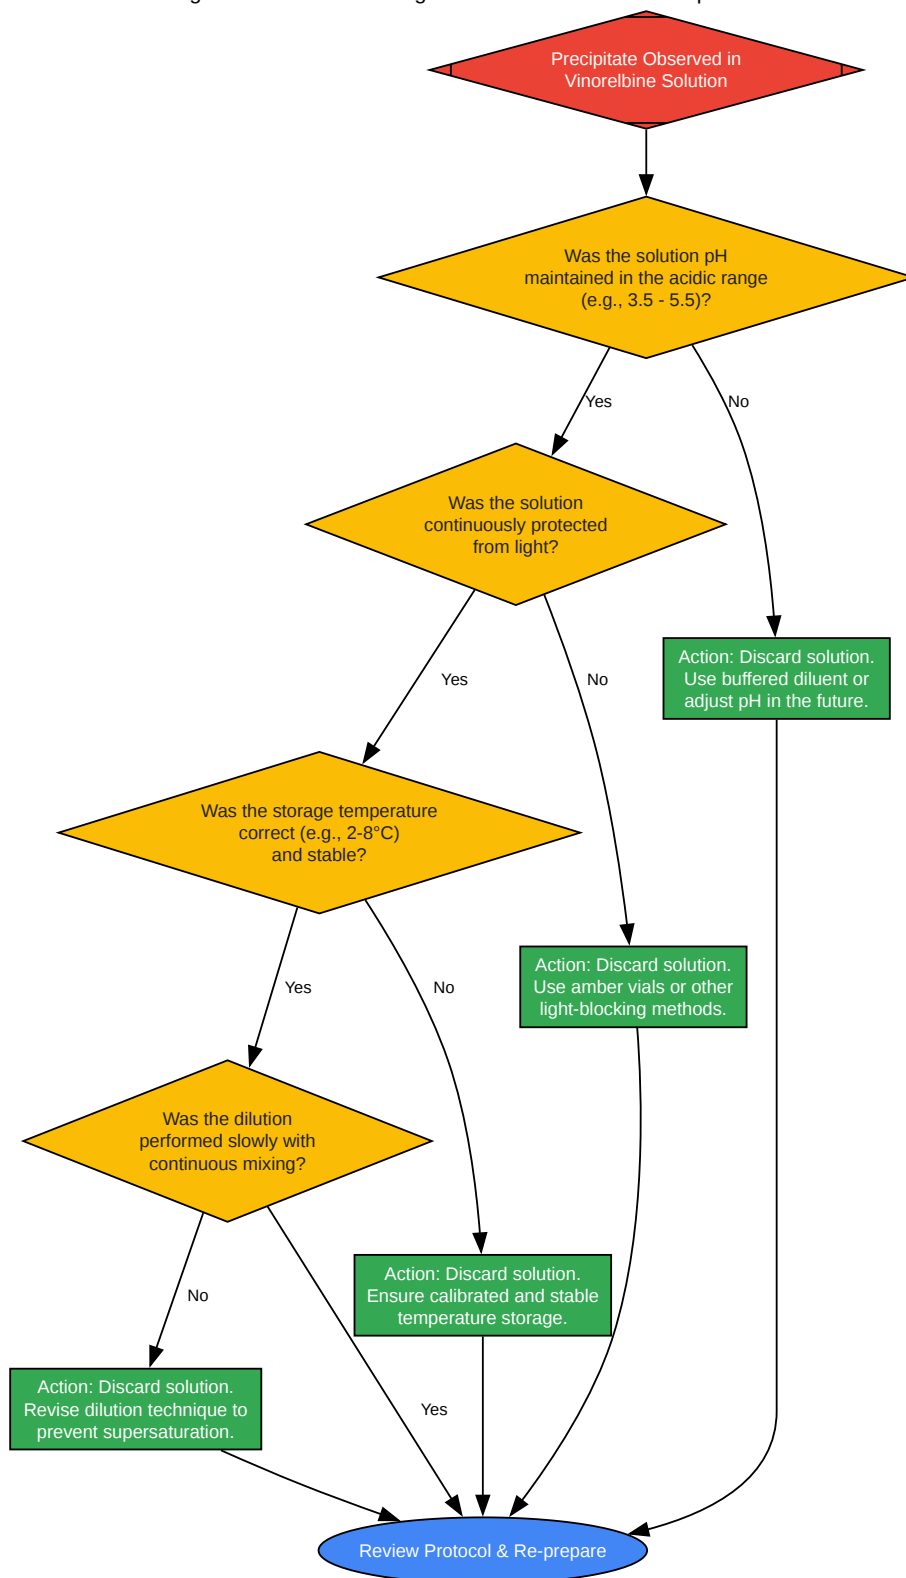 Precipitate Observed in
Vinorelbine Solution
Was the solution pH
maintained in the acidic range
(e.g., 3.5 - 5.5)?
Yes
No
Was the solution
continuously protected
from light?
Action: Discard solution.
Use buffered diluent or
adjust pH in the future.
Yes
No
Was the storage temperature
correct (e.g., 2-8°C)
and stable?
Action: Discard solution.
Use amber vials or other
light-blocking methods.
Yes
No
Was the dilution
performed slowly with
continuous mixing?
Action: Discard solution.
Ensure calibrated and stable
temperature storage.
No
Yes
Action: Discard solution.
Revise dilution technique to
prevent supersaturation.
Review Protocol & Re-prepare